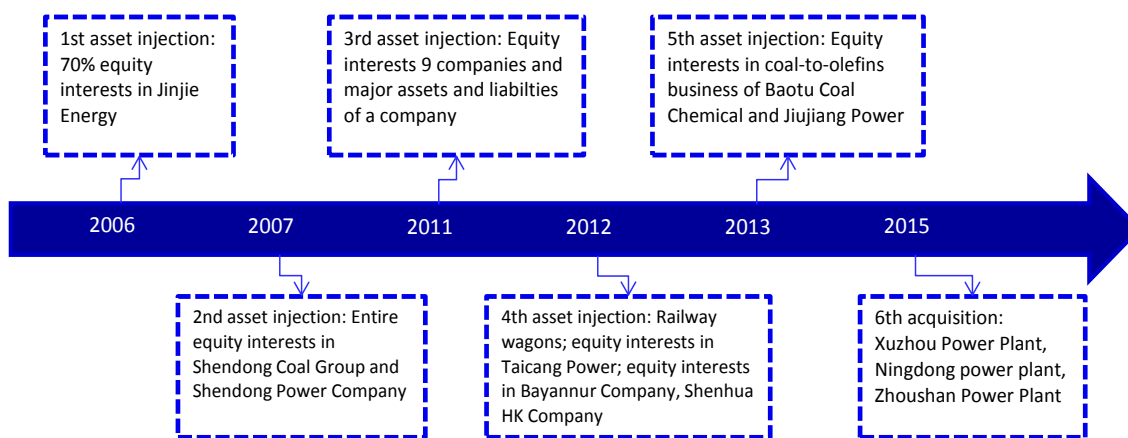 1st asset injection:
70% equity
interests in Jinjie
Energy
3rd asset injection: Equity
interests 9 companies and
major assets and liabilties
of a company
5th asset injection: Equity
interests in coal-to-olefins
business of Baotu Coal
Chemical and Jiujiang Power
2006
2007
2011
2012
2013
2015
2nd asset injection: Entire
equity interests in
Shendong Coal Group and
Shendong Power Company
4th asset injection: Railway
wagons; equity interests in
Taicang Power; equity interests
in Bayannur Company, Shenhua
HK Company
6th acquisition:
Xuzhou Power Plant,
Ningdong power plant,
Zhoushan Power Plant